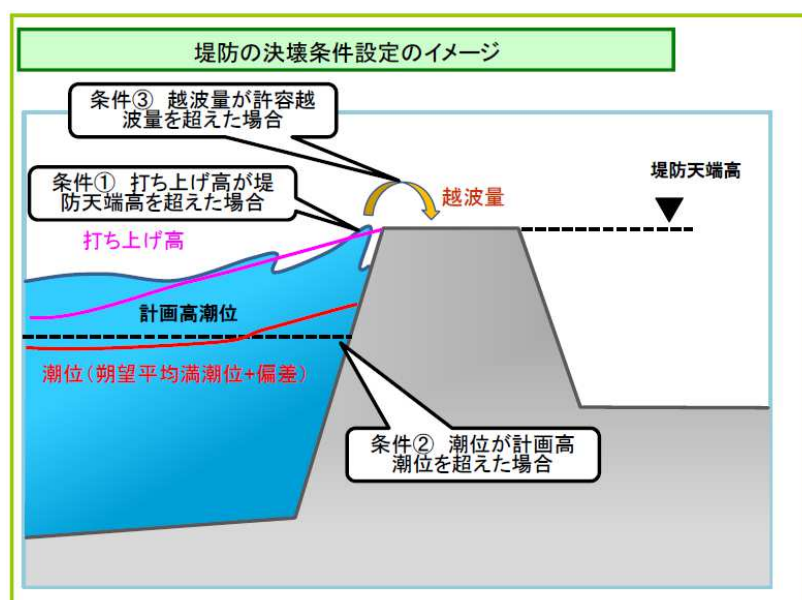 堤防の決壊条件設定のイメージ
条件③ 越波量が許容越
波量を超えた場合
条件① 打ち上げ高が堤
防天端高を超えた場合
越波量
堤防天端高
打ち上げ高
計画高潮位
潮位(朔望平均満潮位+偏差)
条件② 潮位が計画高
潮位を超えた場合